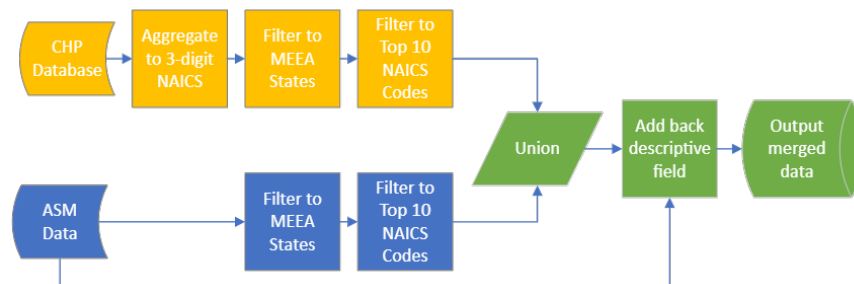 CHP
Database
Aggregate
to 3-digit
NAICS
Filter to
MEEA
States
Filter to
Top 10
NAICS
Codes
Union
Add back
descriptive
field
Output
merged
data
ASM
Data
Filter to
MEEA
States
Filter to
Top 10
NAICS
Codes